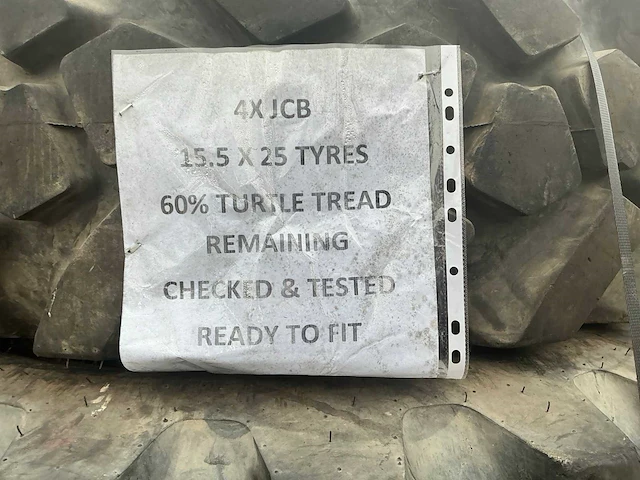 4X JCB
15.5 X 25 TYRES
60% TURTLE TREAD
REMAINING
CHECKED & TESTED
READY TO FIT